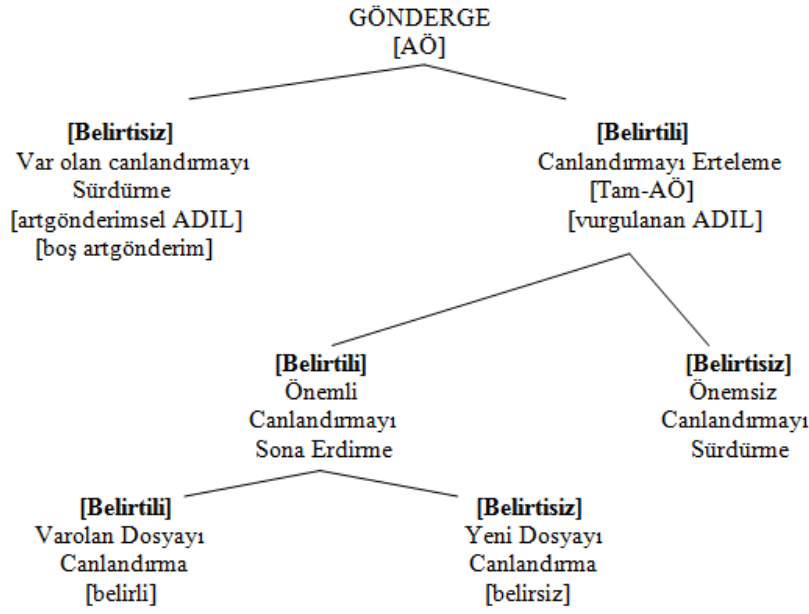 GÖNDERGE
[AÖ]
[Belirtisiz]
Var olan canlandırmayı
Sürdürme
[artgönderimsel ADIL]
[boş artgönderim]
[Belirtili]
Canlandırmayı Erteleme
[Tam-AÖ]
[vurgulanan ADIL]
[Belirtili]
Önemli
Canlandırmayı
Sona Erdirme
[Belirtisiz]
Önemsiz
Canlandırmayı
Sürdürme
[Belirtili]
Varolan Dosyayı
Canlandırma
[belirli]
[Belirtisiz]
Yeni Dosyayı
Canlandırma
[belirsiz]